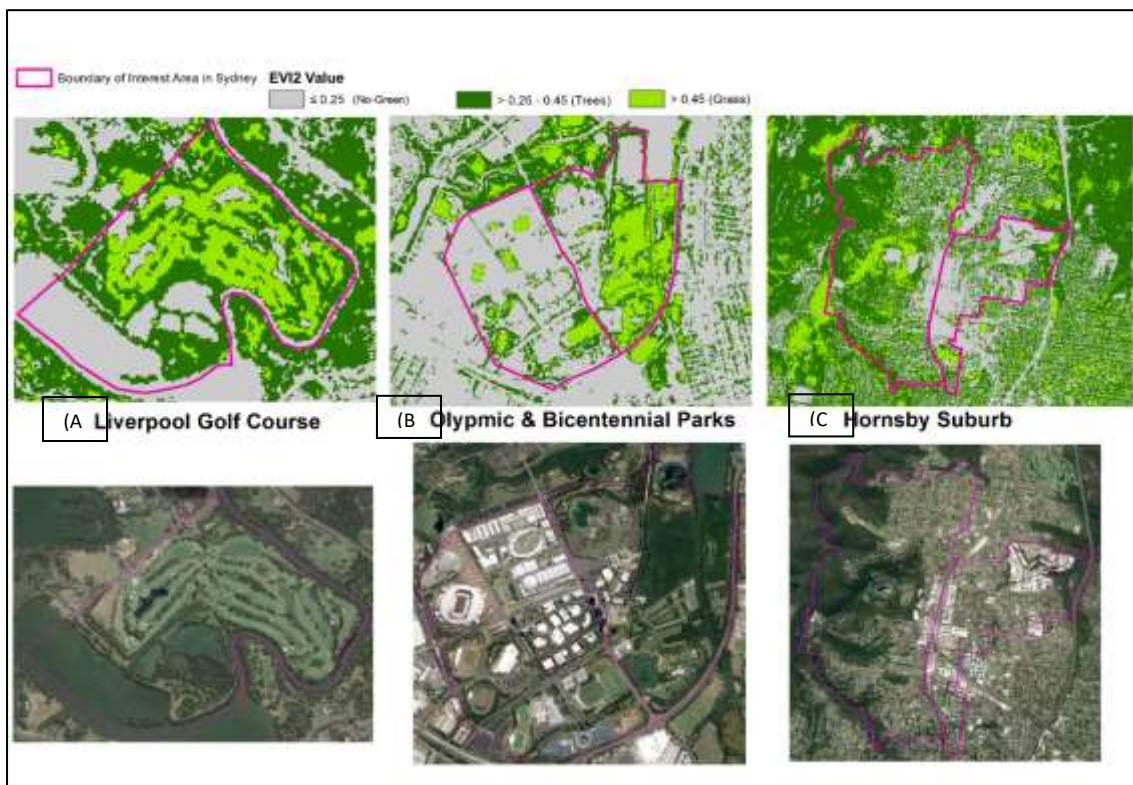 Boundary of Interest Area in Sydney EVI2 Value
≤ 0.25 (No-Green) > 0.25 - 0.45 (Trees) > 0.45 (Grass)
(A Liverpool Golf Course (B Olypmic & Bicentennial Parks (C Hornsby Suburb